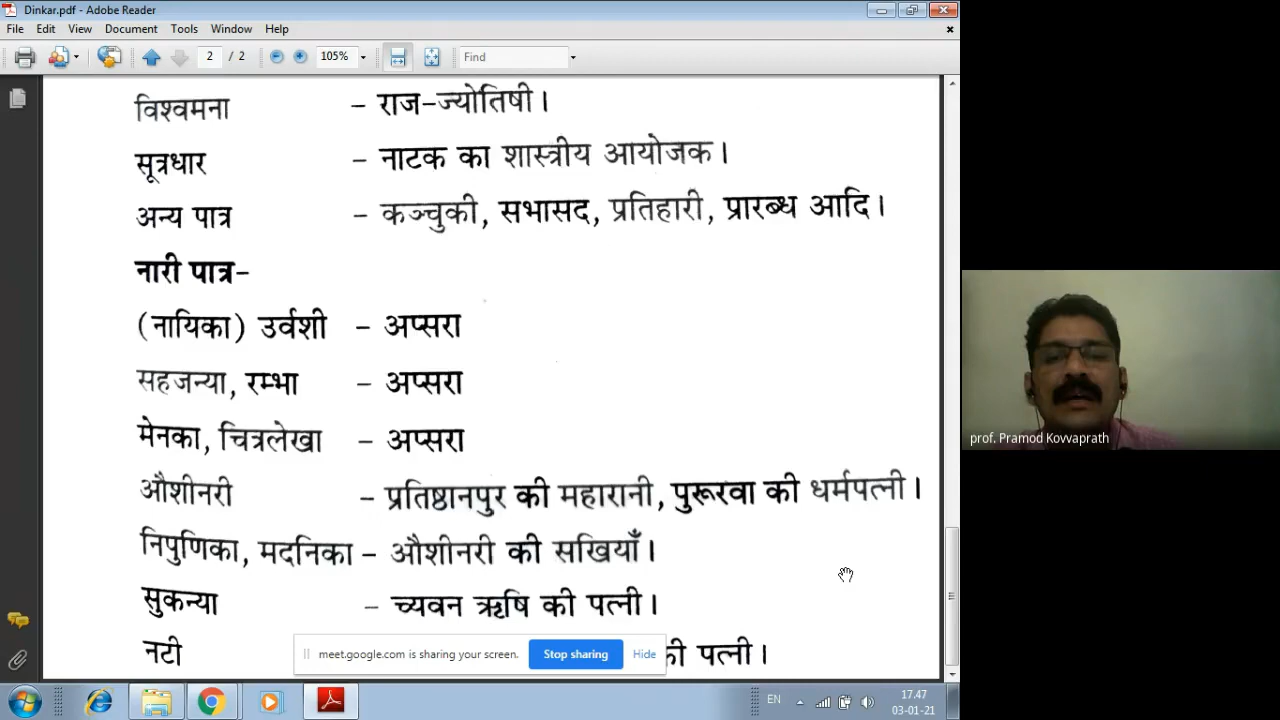 Dinkar.pdf - Adobe Reader
File Edit View Document Tools Window Help
2 / 2 105% Find
विश्वमना – राज-ज्योतिषी।
सूत्रधार – नाटक का शास्त्रीय आयोजक।
अन्य पात्र – कञ्चुकी, सभासद, प्रतिहारी, प्रारब्ध आदि।
नारी पात्र-
(नायिका) उर्वशी – अप्सरा
सहजन्या, रम्भा – अप्सरा
मेनका, चित्रलेखा – अप्सरा
औशीनरी – प्रतिष्ठानपुर की महारानी, पुरूरवा की धर्मपत्नी।
निपुणिका, मदनिका – औशीनरी की सखियाँ।
सुकन्या – च्यवन ऋषि की पत्नी।
नटी की पत्नी।
meet.google.com is sharing your screen. Stop sharing Hide
prof. Pramod Kovvaprath
EN 17.47
03-01-21